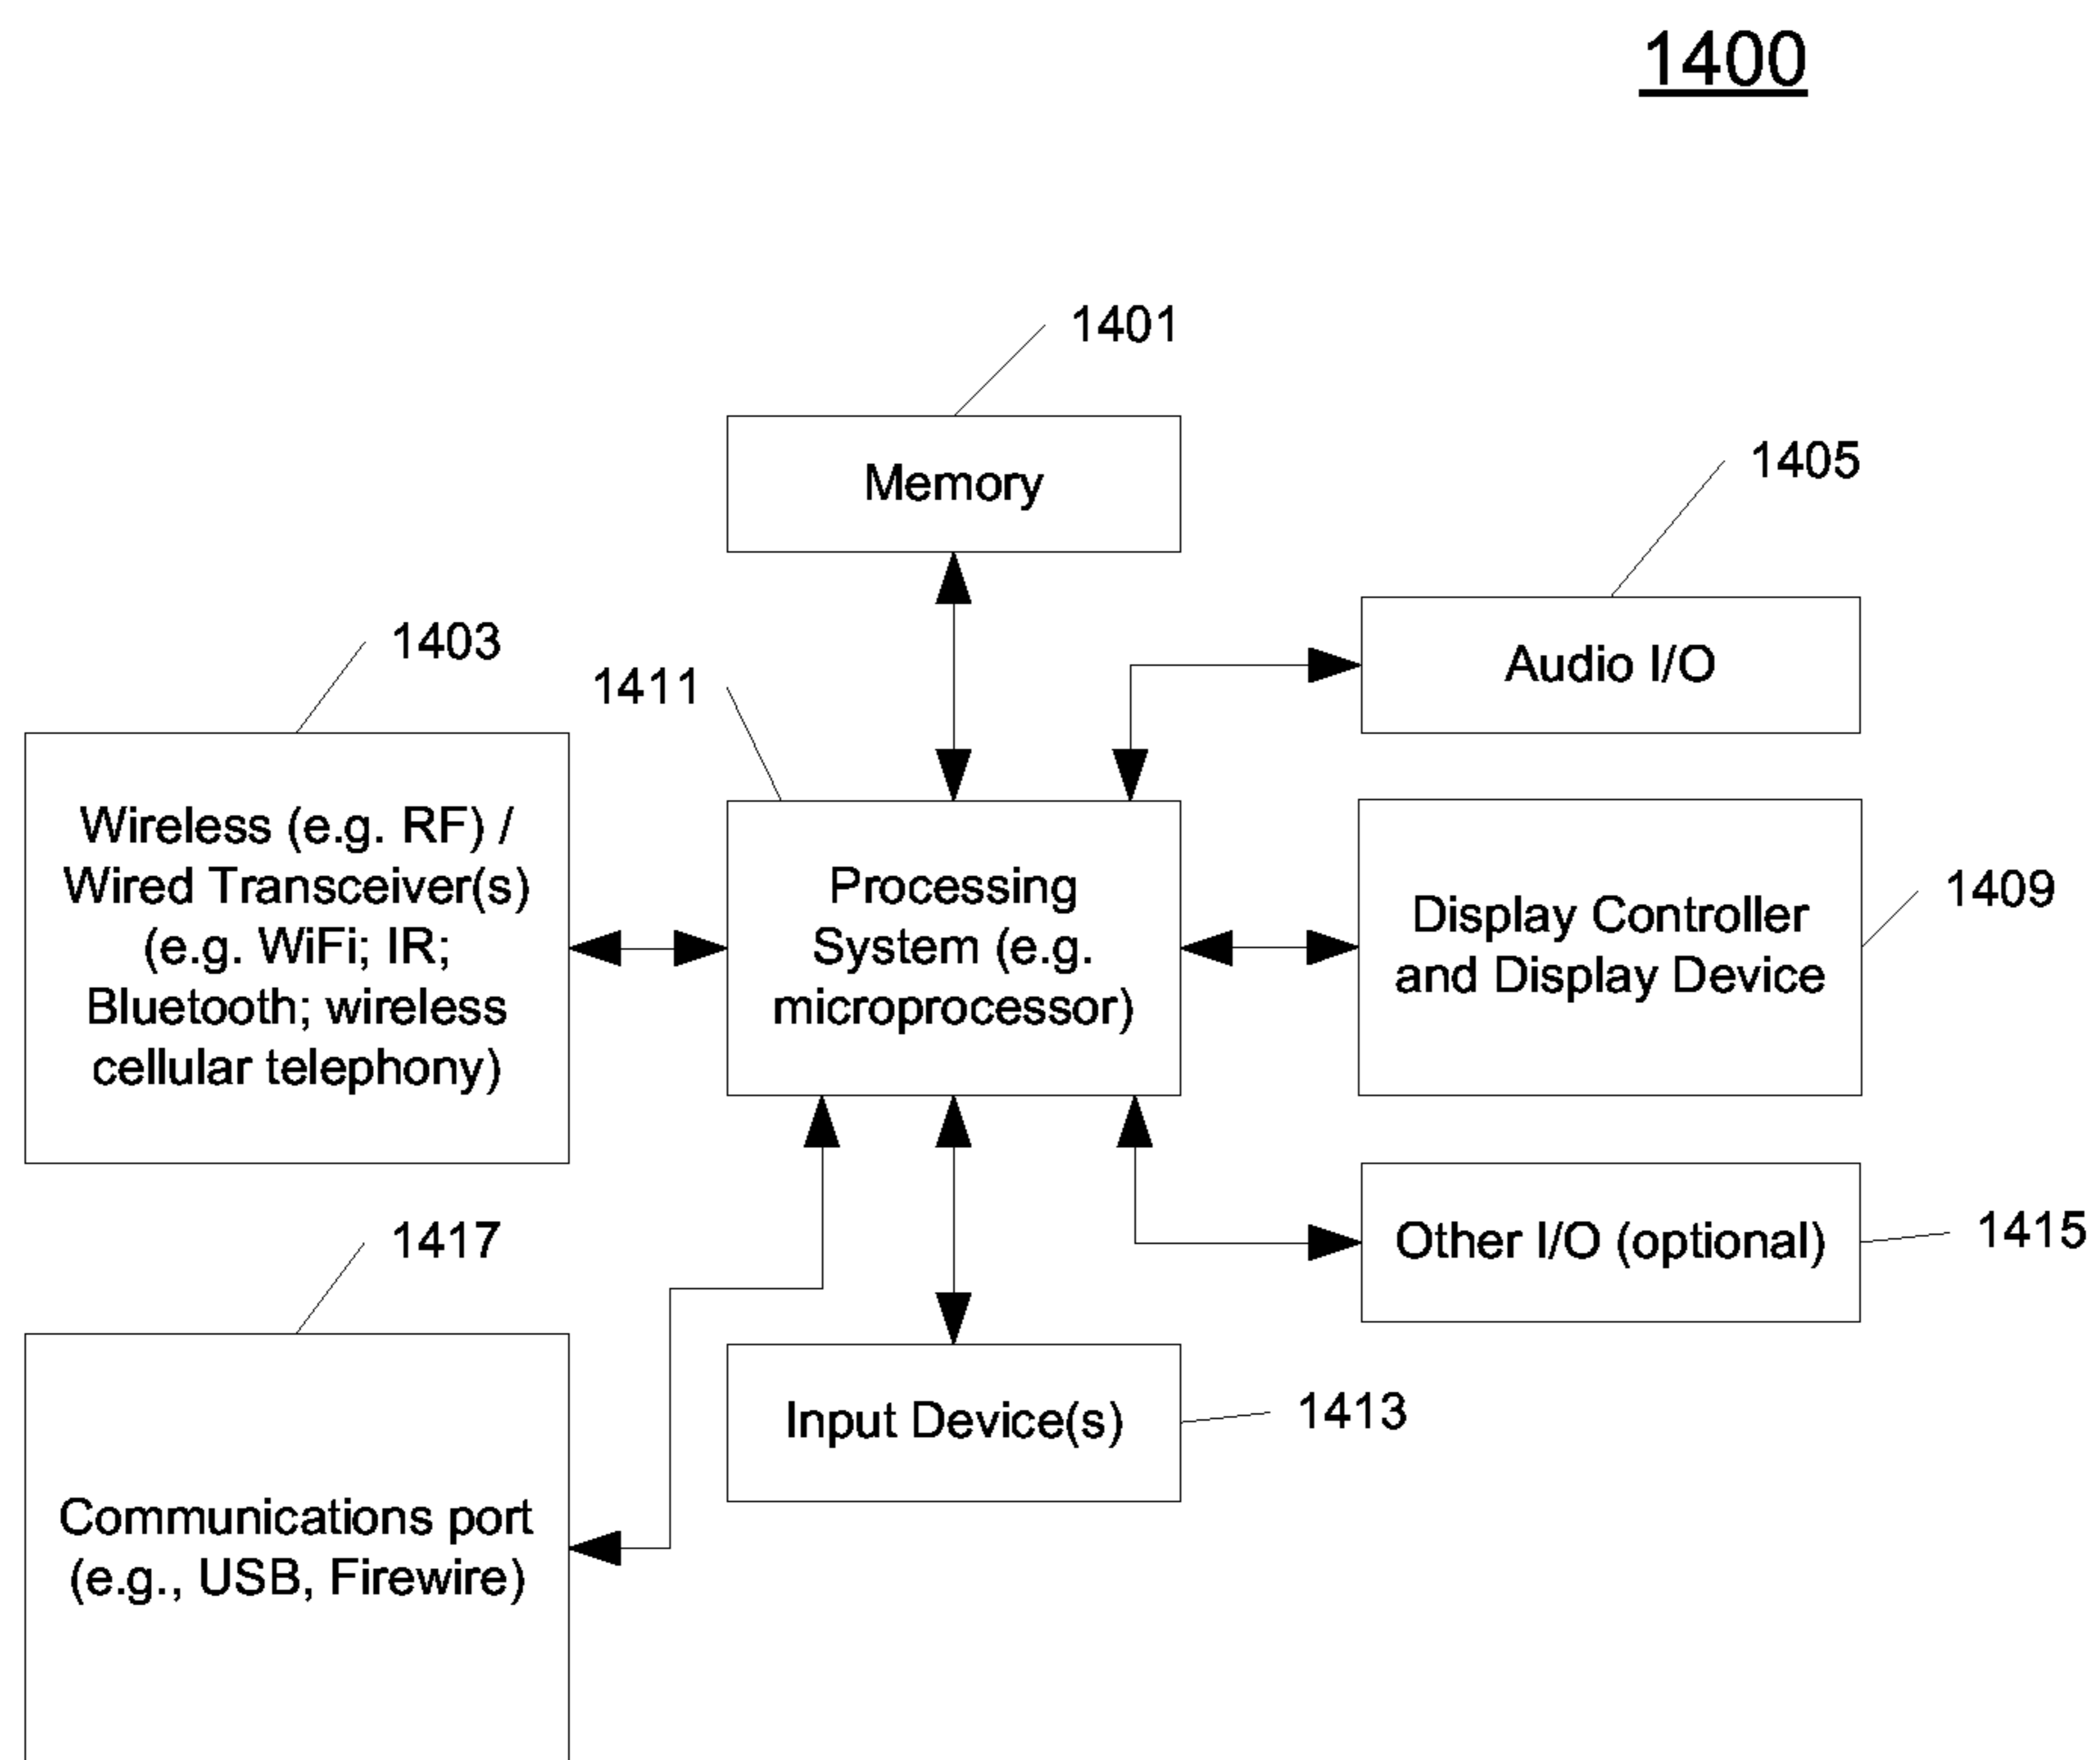 1400
1401
Memory
1405
Audio I/O
1403
1411
Wireless (e.g. RF) /
Wired Transceiver(s)
(e.g. WiFi; IR;
Bluetooth; wireless
cellular telephony)
Processing
System (e.g.
microprocessor)
1409
Display Controller
and Display Device
1417
1415
Other I/O (optional)
1413
Input Device(s)
Communications port
(e.g., USB, Firewire)